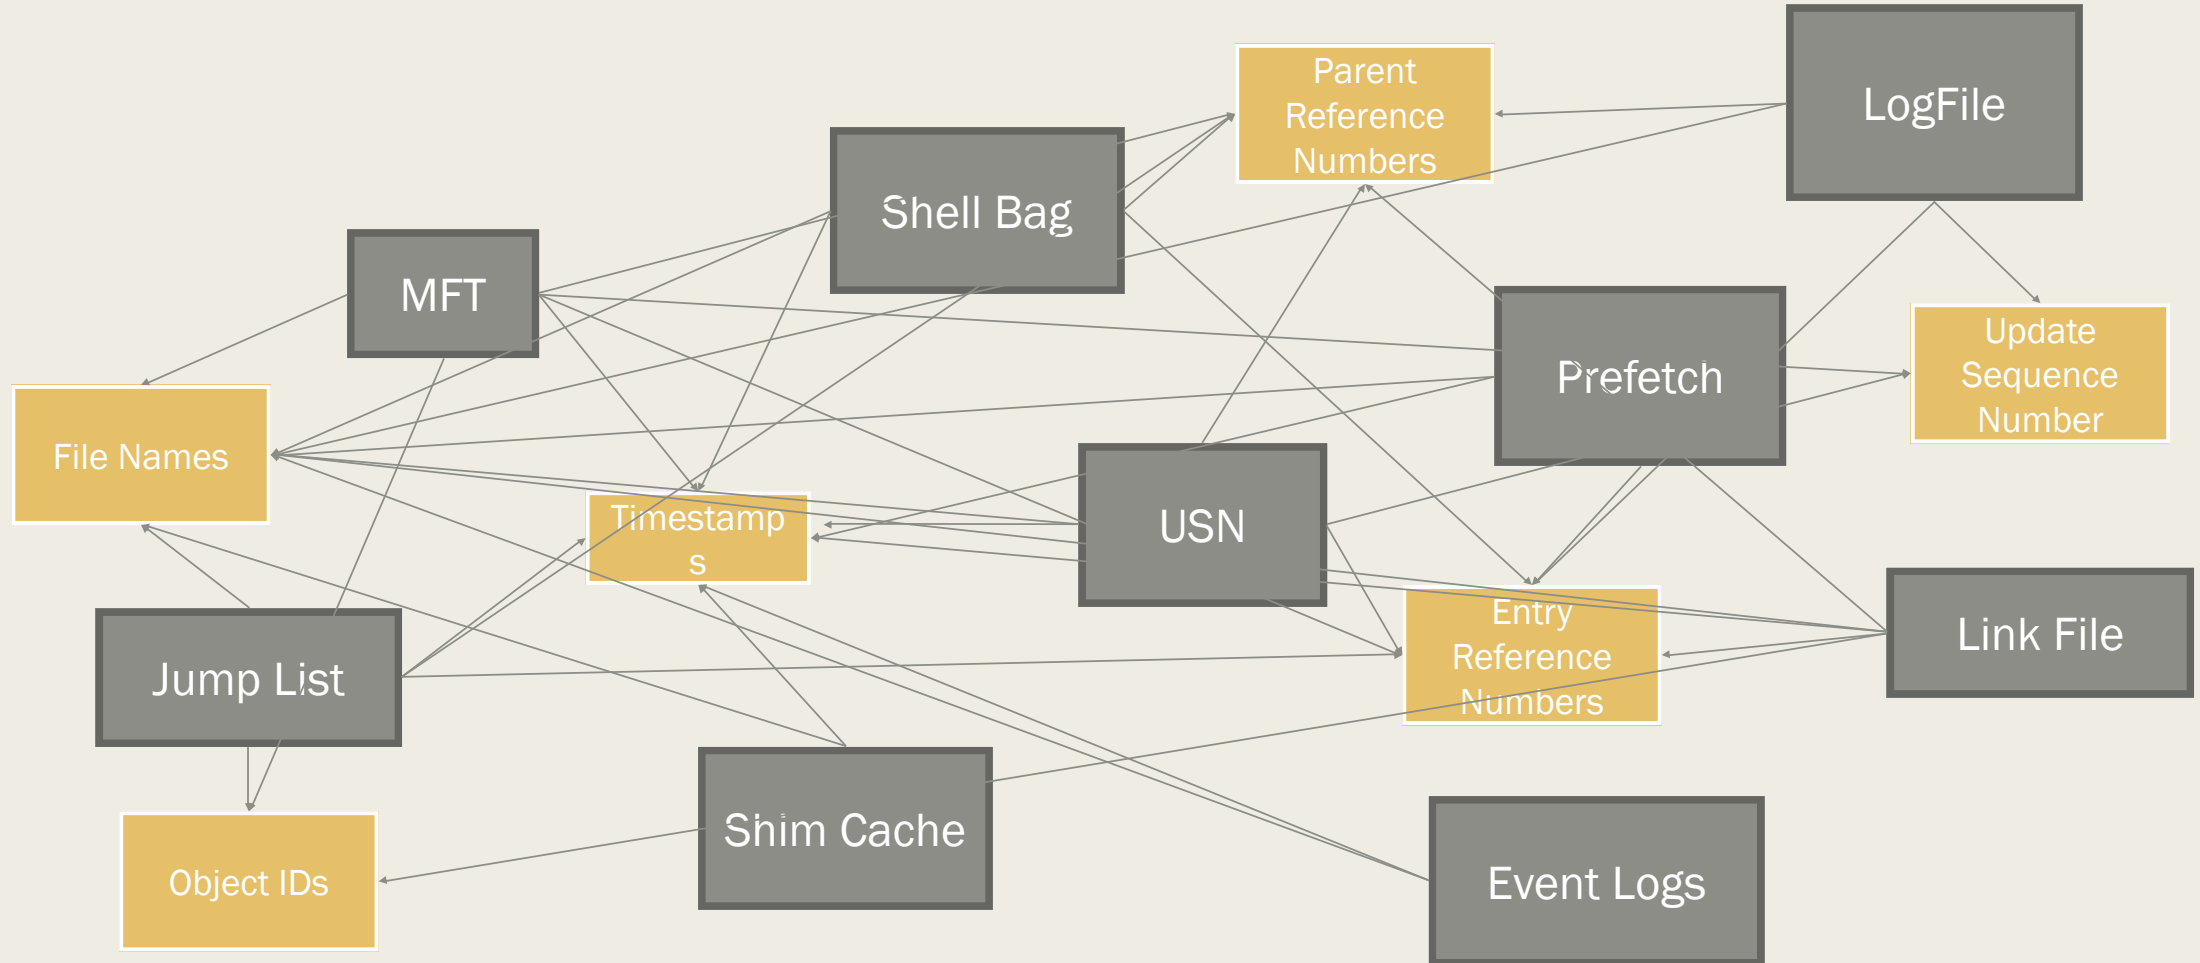 Parent
Reference
Numbers
LogFile
Shell Bag
MFT
Prefetch
Update
Sequence
Number
File Names
Timestamp
s
USN
Entry
Reference
Numbers
Link File
Jump List
Shim Cache
Object IDs
Event Logs